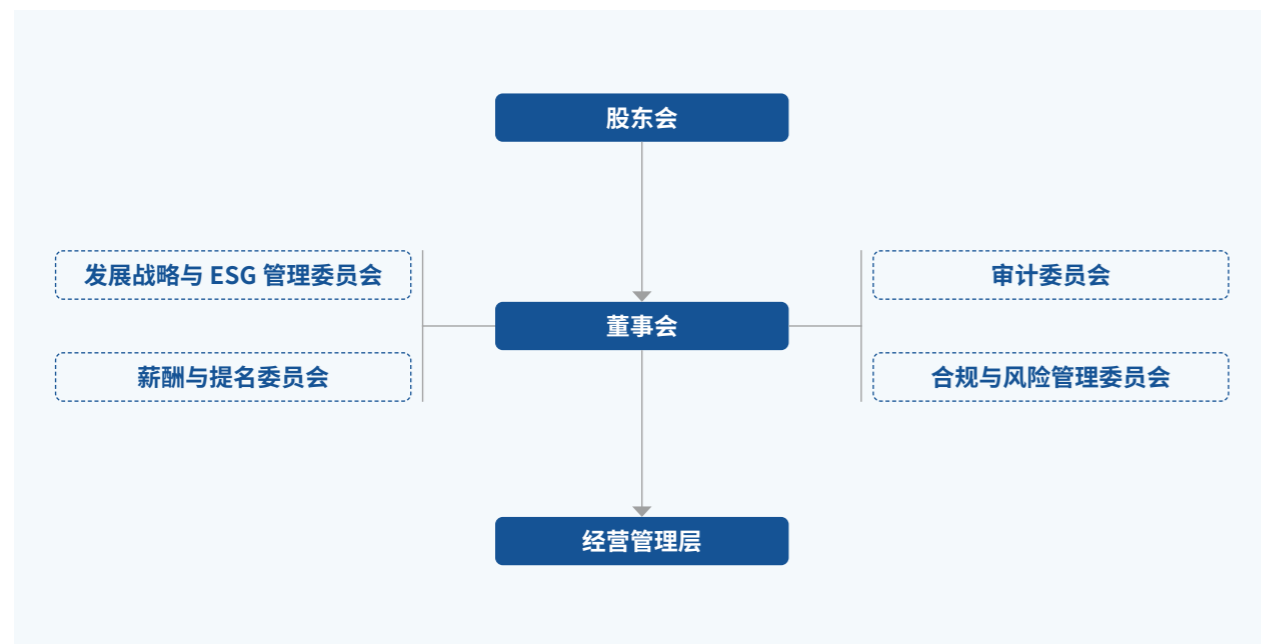 股东会
发展战略与 ESG 管理委员会
审计委员会
董事会
薪酬与提名委员会
合规与风险管理委员会
经营管理层